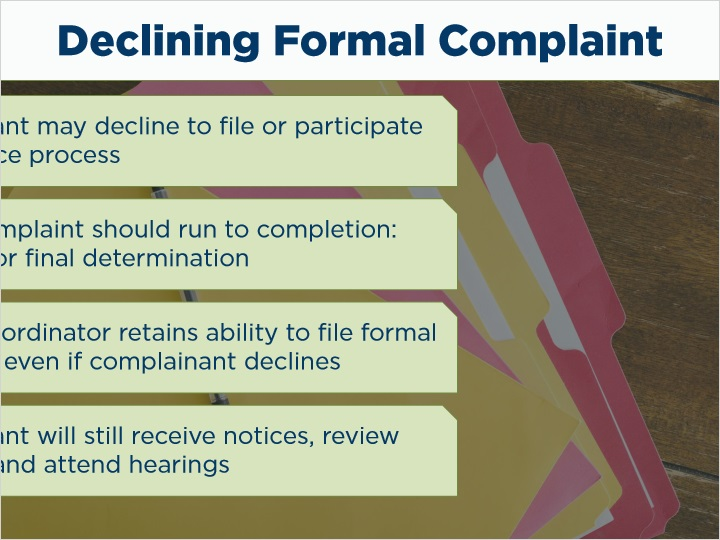 Declining Formal Complaint
ant may decline to file or participate
ce process
mplaint should run to completion:
or final determination
ordinator retains ability to file formal
even if complainant declines
ant will still receive notices, review
and attend hearings